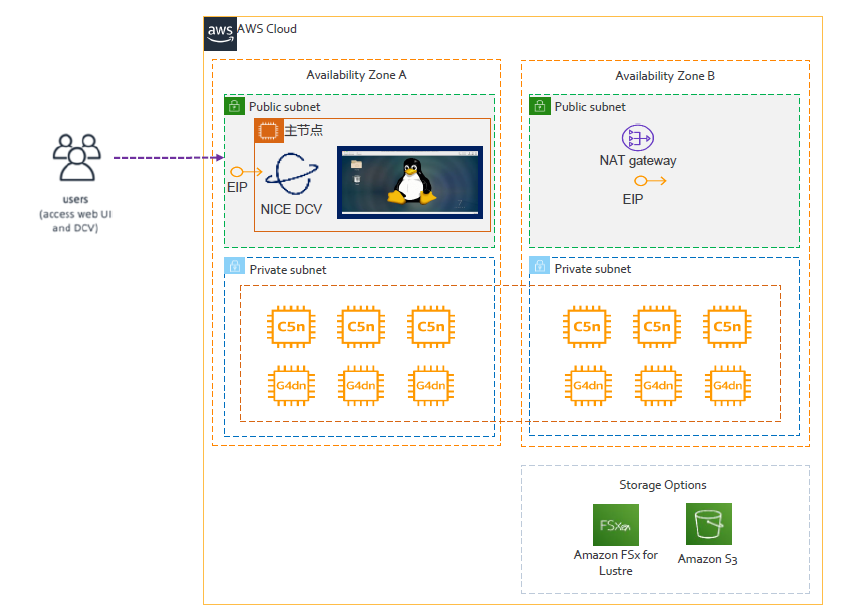 aws
AWS Cloud
Availability Zone A
Public subnet
主节点
EIP
NICE DCV
users
(access web UI
and DCV)
Private subnet
C5n
C5n
C5n
G4dn
G4dn
G4dn
Availability Zone B
Public subnet
NAT gateway
EIP
Private subnet
C5n
C5n
C5n
G4dn
G4dn
G4dn
Storage Options
FSx
Amazon FSx for
Lustre
Amazon S3